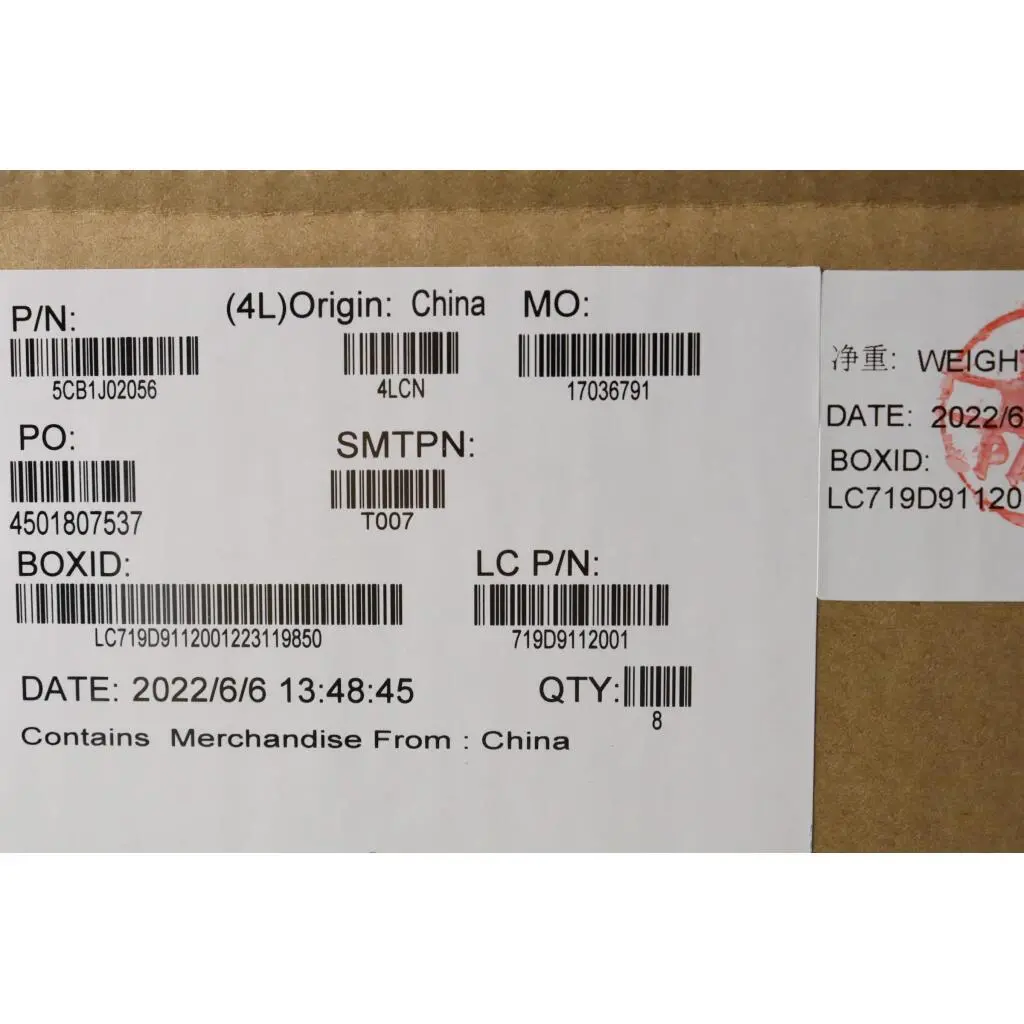 P/N:
5CB1J02056
(4L)Origin: China
4LCN
MO:
17036791
PO:
4501807537
SMTPN:
T007
BOXID:
LC719D9112001223119850
LC P/N:
719D9112001
DATE: 2022/6/6 13:48:45
QTY:
8
Contains Merchandise From : China
净重: WEIGHT
DATE: 2022/6
BOXID:
LC719D91120